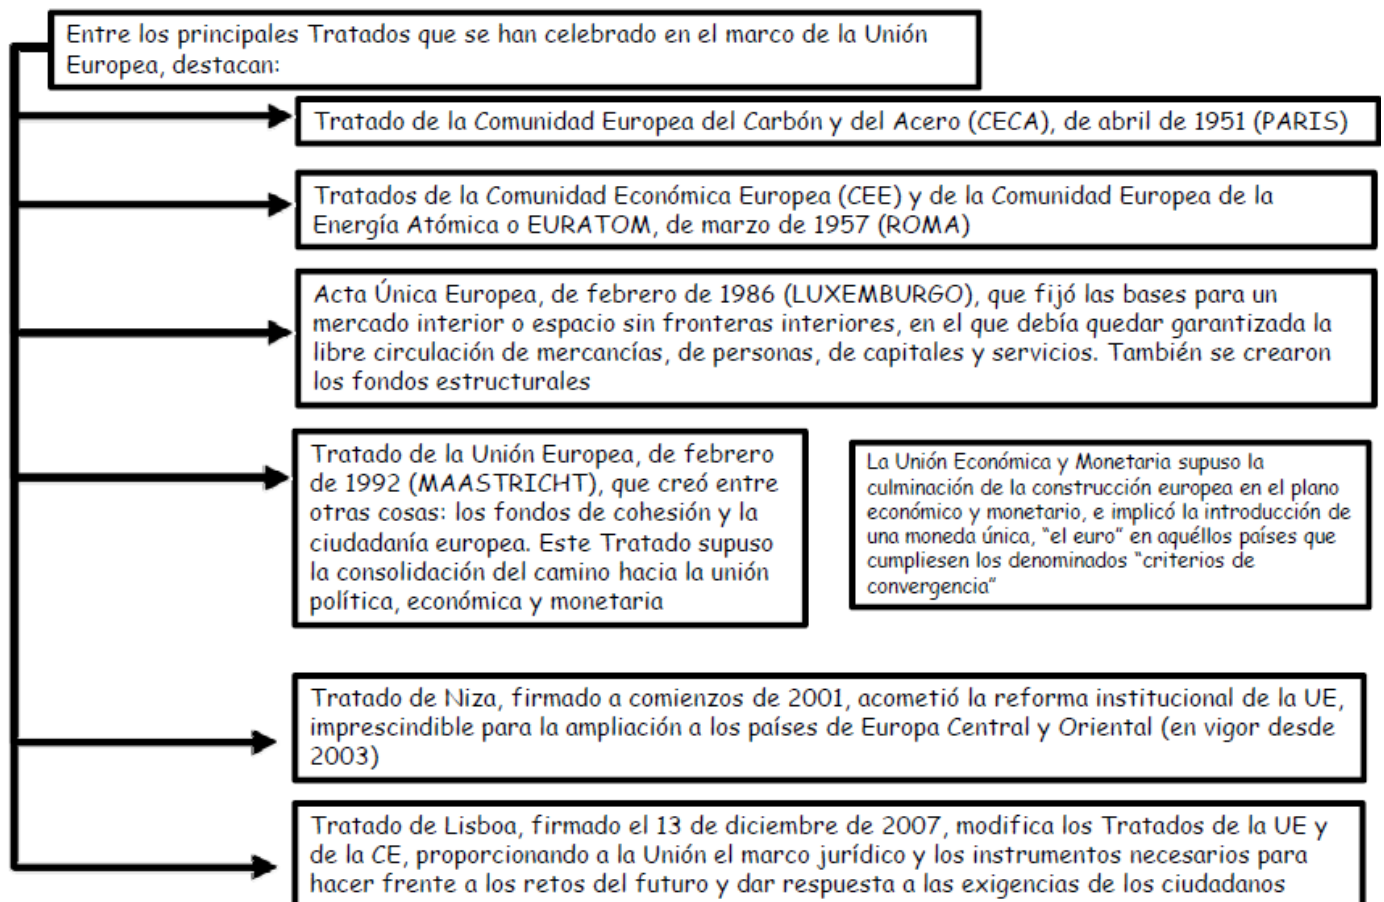 Entre los principales Tratados que se han celebrado en el marco de la Unión
Europea, destacan:
Tratado de la Comunidad Europea del Carbón y del Acero (CECA), de abril de 1951 (PARIS)
Tratados de la Comunidad Económica Europea (CEE) y de la Comunidad Europea de la
Energía Atómica o EURATOM, de marzo de 1957 (ROMA)
Acta Única Europea, de febrero de 1986 (LUXEMBURGO), que fijó las bases para un
mercado interior o espacio sin fronteras interiores, en el que debía quedar garantizada la
libre circulación de mercancías, de personas, de capitales y servicios. También se crearon
los fondos estructurales
Tratado de la Unión Europea, de febrero
de 1992 (MAASTRICHT), que creó entre
otras cosas: los fondos de cohesión y la
ciudadanía europea. Este Tratado supuso
la consolidación del camino hacia la unión
política, económica y monetaria
La Unión Económica y Monetaria supuso la
culminación de la construcción europea en el plano
económico y monetario, e implicó la introducción de
una moneda única, "el euro" en aquéllos países que
cumpliesen los denominados "criterios de
convergencia"
Tratado de Niza, firmado a comienzos de 2001, acometió la reforma institucional de la UE,
imprescindible para la ampliación a los países de Europa Central y Oriental (en vigor desde
2003)
Tratado de Lisboa, firmado el 13 de diciembre de 2007, modifica los Tratados de la UE y
de la CE, proporcionando a la Unión el marco jurídico y los instrumentos necesarios para
hacer frente a los retos del futuro y dar respuesta a las exigencias de los ciudadanos